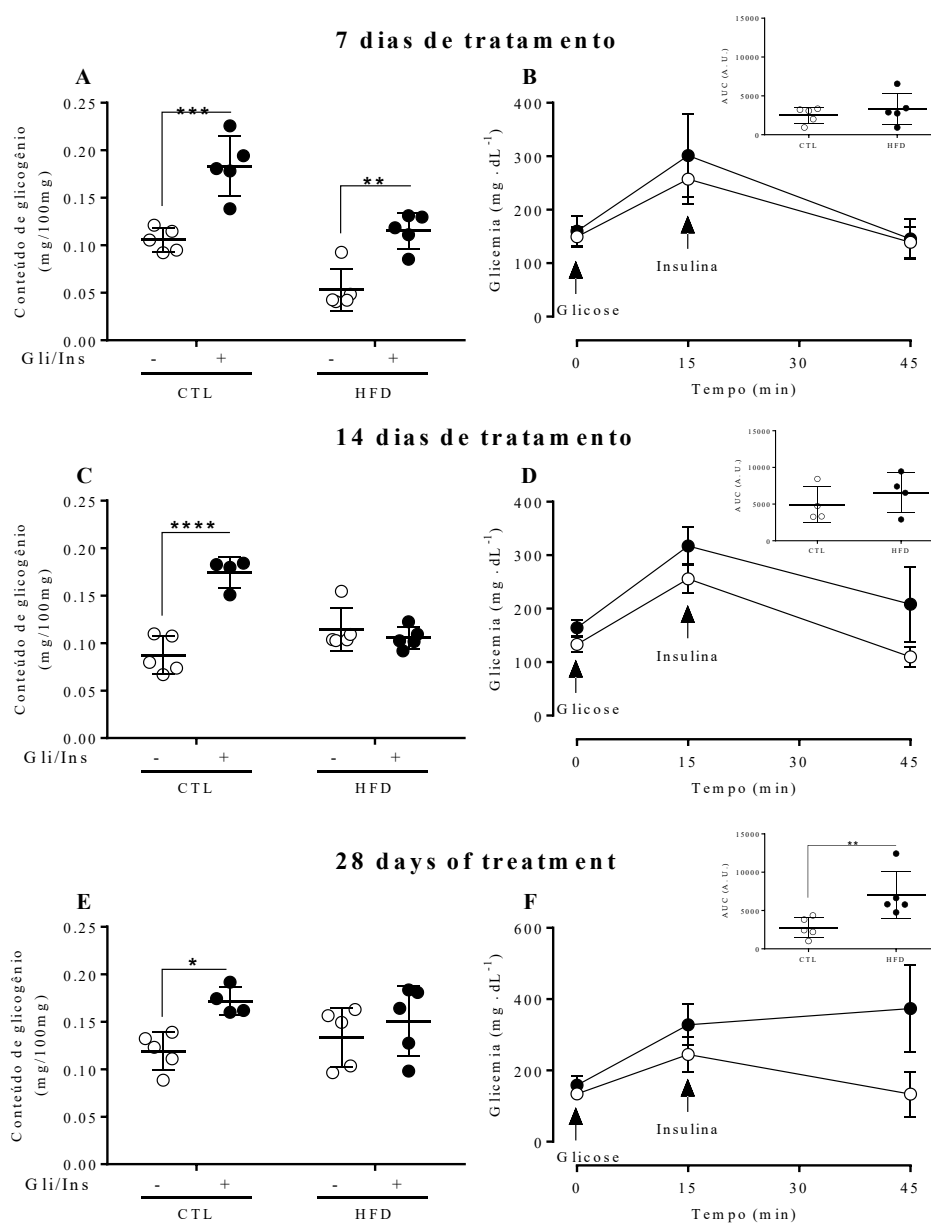 7 dias de tratamento
A
Conteúdo de glicogênio
(mg/100mg)
0.25
0.20
0.15
0.10
0.05
0.00
***
**
Gli/Ins
- + - +
CTL HFD
B
Glicemia (mg · dL⁻¹)
400
300
200
100
0
Glicose
Insulina
0 15 30 45
Tempo (min)
AUC (A. U.)
15000
10000
5000
0
CTL HFD
14 dias de tratamento
C
Conteúdo de glicogênio
(mg/100mg)
0.25
0.20
0.15
0.10
0.05
0.00
****
Gli/Ins
- + - +
CTL HFD
D
Glicemia (mg · dL⁻¹)
400
300
200
100
0
Glicose
Insulina
0 15 30 45
Tempo (min)
AUC (A. U.)
15000
10000
5000
0
CTL HFD
28 days of treatment
E
Conteúdo de glicogênio
(mg/100mg)
0.25
0.20
0.15
0.10
0.05
0.00
*
Gli/Ins
- + - +
CTL HFD
F
Glicemia (mg · dL⁻¹)
600
400
200
0
Glicose
Insulina
0 15 30 45
Tempo (min)
AUC (A. U.)
15000
10000
5000
0
**
CTL HFD